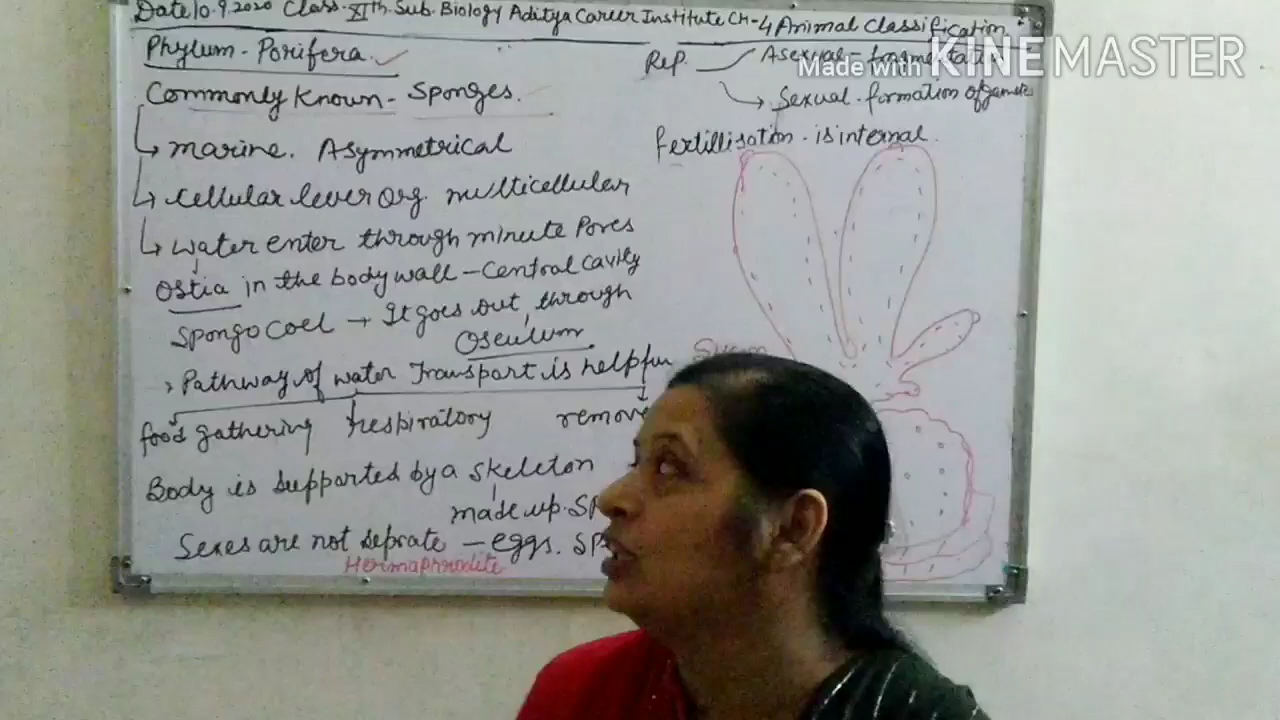 Date 10.9.2020 Class-XIth. Sub. Biology Aditya Career Institute CH-4 Animal Classification
Phylum - Porifera
Commonly Known - Sponges.
marine. Asymmetrical
Cellular lever org. multicellular
Water enter through minute Pores
Ostia in the body wall - Central cavity
Spongocoel → It goes out, through
Osculum
Pathway of water Transport is helpful
food gathering respiratory remove
Body is supported by a skeleton
made up. SP
Sexes are not seprate - eggs. SP
Hermaphrodite
Rep. Asexual - fragmentati
Sexual - formation of gametes
fertillisation - is internal.
Made with KINEMASTER